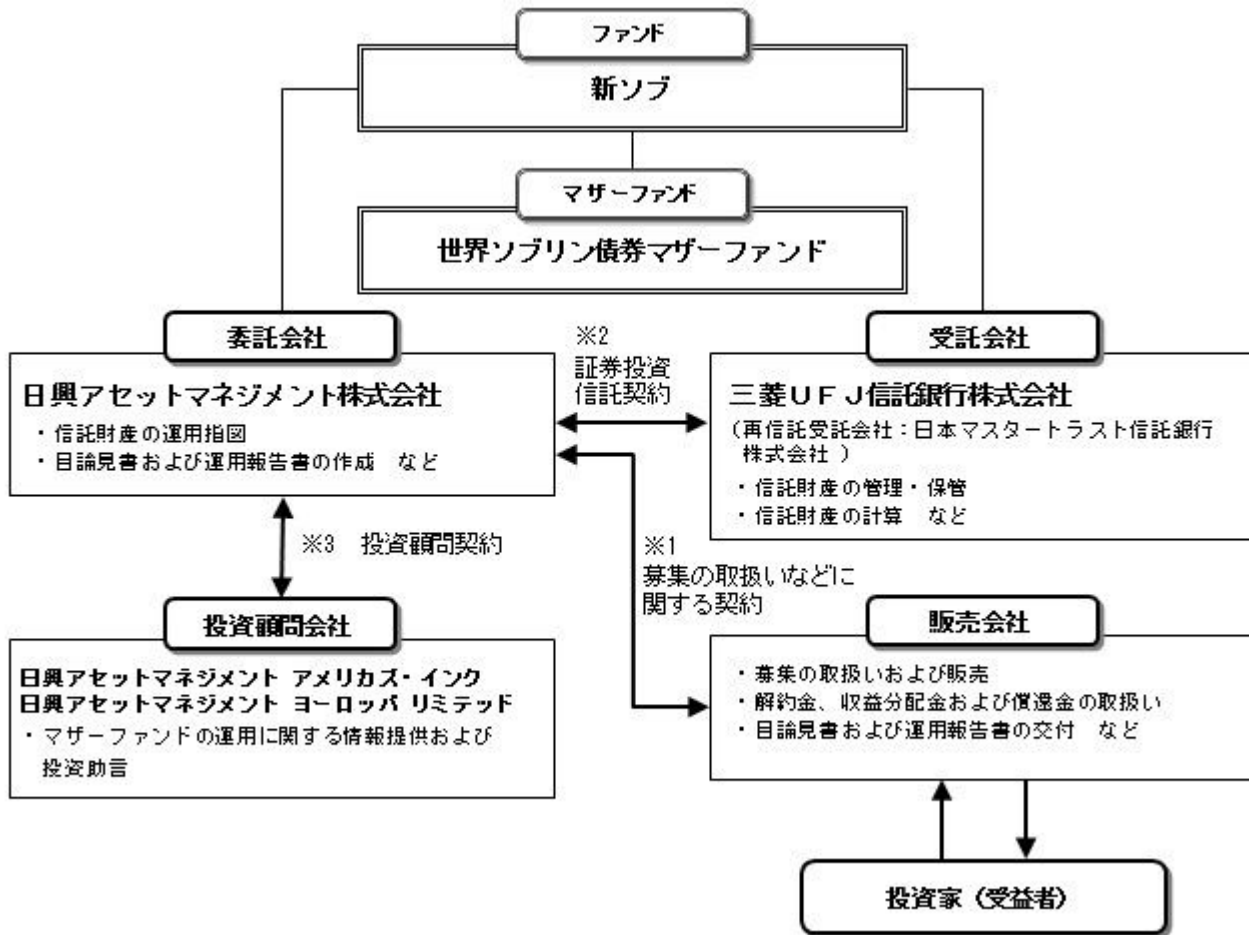 ファンド
新ソブ
マザーファンド
世界ソブリン債券マザーファンド
委託会社
日興アセットマネジメント株式会社
・信託財産の運用指図
・目論見書および運用報告書の作成 など
※2
証券投資
信託契約
受託会社
三菱ＵＦＪ信託銀行株式会社
（再信託受託会社：日本マスタートラスト信託銀行
株式会社 ）
・信託財産の管理・保管
・信託財産の計算 など
※3 投資顧問契約
※1
募集の取扱いなどに
関する契約
投資顧問会社
日興アセットマネジメント アメリカズ・インク
日興アセットマネジメント ヨーロッパ リミテッド
・マザーファンドの運用に関する情報提供および
投資助言
販売会社
・募集の取扱いおよび販売
・解約金、収益分配金および償還金の取扱い
・目論見書および運用報告書の交付 など
投資家（受益者）